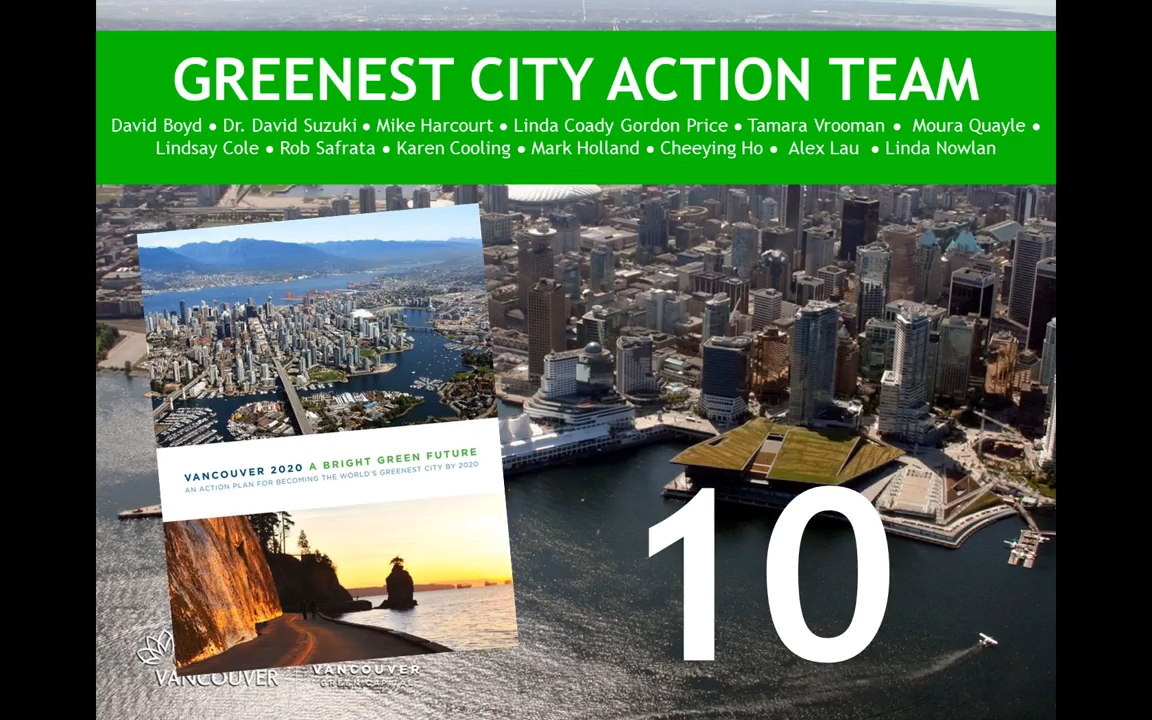 GREENEST CITY ACTION TEAM
David Boyd ● Dr. David Suzuki ● Mike Harcourt ● Linda Coady Gordon Price ● Tamara Vrooman ● Moura Quayle ●
Lindsay Cole ● Rob Safrata ● Karen Cooling ● Mark Holland ● Cheeying Ho ● Alex Lau ● Linda Nowlan
VANCOUVER 2020 A BRIGHT GREEN FUTURE
AN ACTION PLAN FOR BECOMING THE WORLD'S GREENEST CITY BY 2020
10
VANCOUVER
VANCOUVER
GREEN CAPITAL